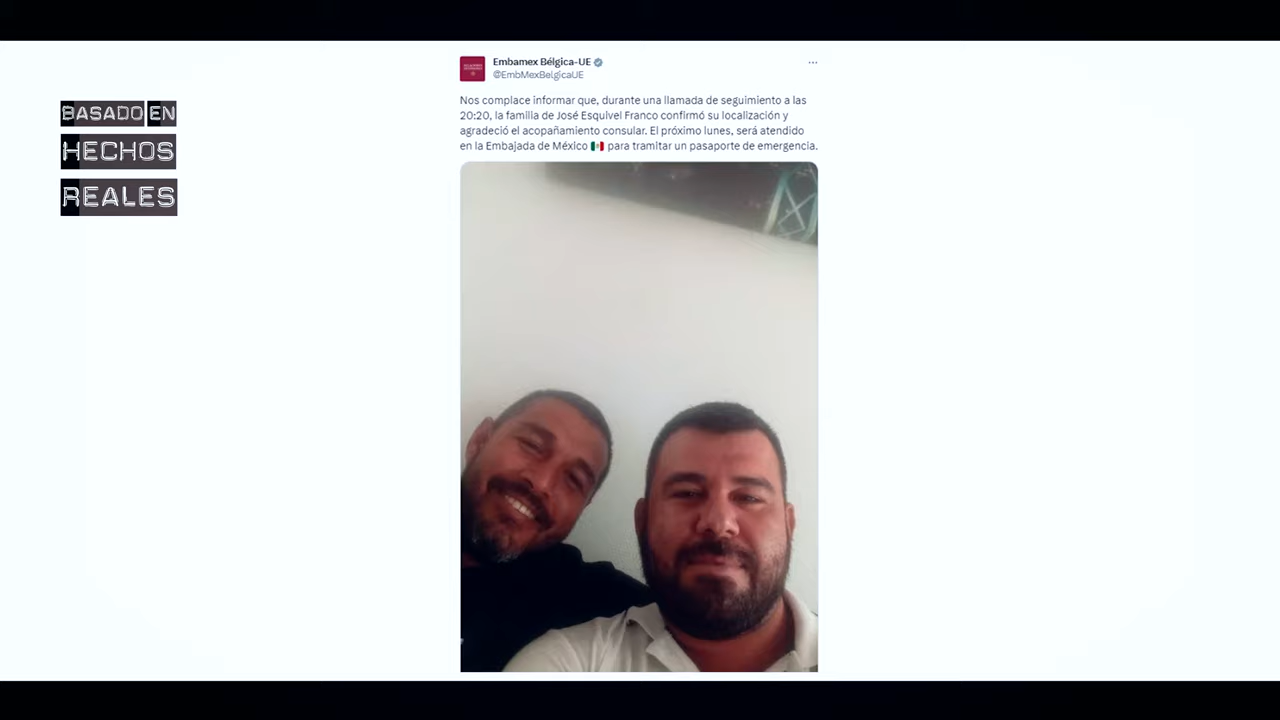 BASADO EN
HECHOS
REALES
Embamex Bélgica-UE
@EmbMexBelgicaUE
Nos complace informar que, durante una llamada de seguimiento a las
20:20, la familia de José Esquivel Franco confirmó su localización y
agradeció el acopañamiento consular. El próximo lunes, será atendido
en la Embajada de México 🇲🇽 para tramitar un pasaporte de emergencia.